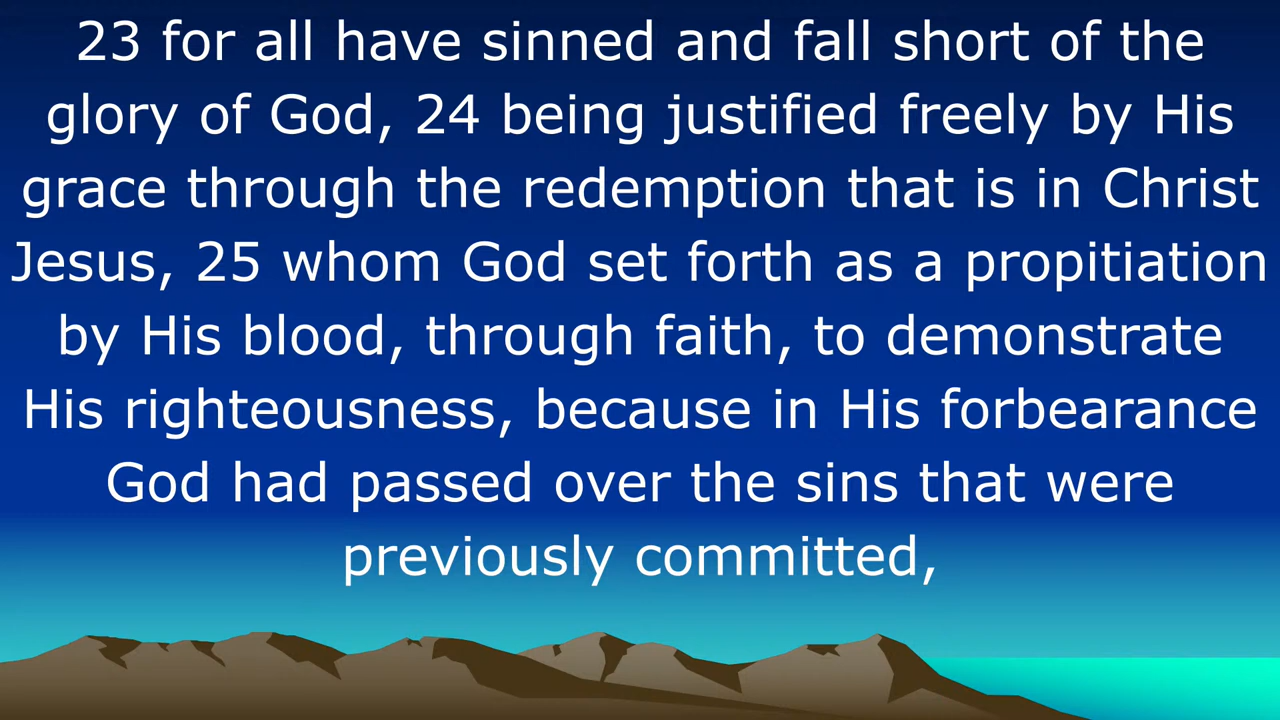 23 for all have sinned and fall short of the
glory of God, 24 being justified freely by His
grace through the redemption that is in Christ
Jesus, 25 whom God set forth as a propitiation
by His blood, through faith, to demonstrate
His righteousness, because in His forbearance
God had passed over the sins that were
previously committed,